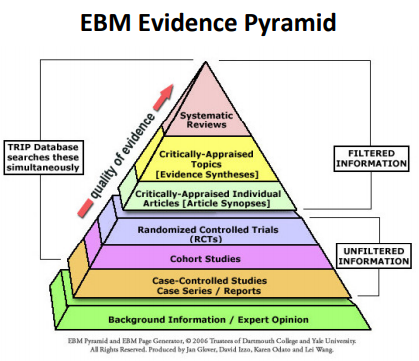 EBM Evidence Pyramid
TRIP Database
searches these
simultaneously
quality of evidence
Systematic
Reviews
Critically-Appraised
Topics
[Evidence Syntheses]
Critically-Appraised Individual
Articles [Article Synopses]
FILTERED
INFORMATION
Randomized Controlled Trials
(RCTs)
Cohort Studies
Case-Controlled Studies
Case Series / Reports
UNFILTERED
INFORMATION
Background Information / Expert Opinion
EBM Pyramid and EBM Page Generator, © 2006 Trustees of Dartmouth College and Yale University.
All Rights Reserved. Produced by Jan Glover, David Izzo, Karen Odato and Lei Wang.